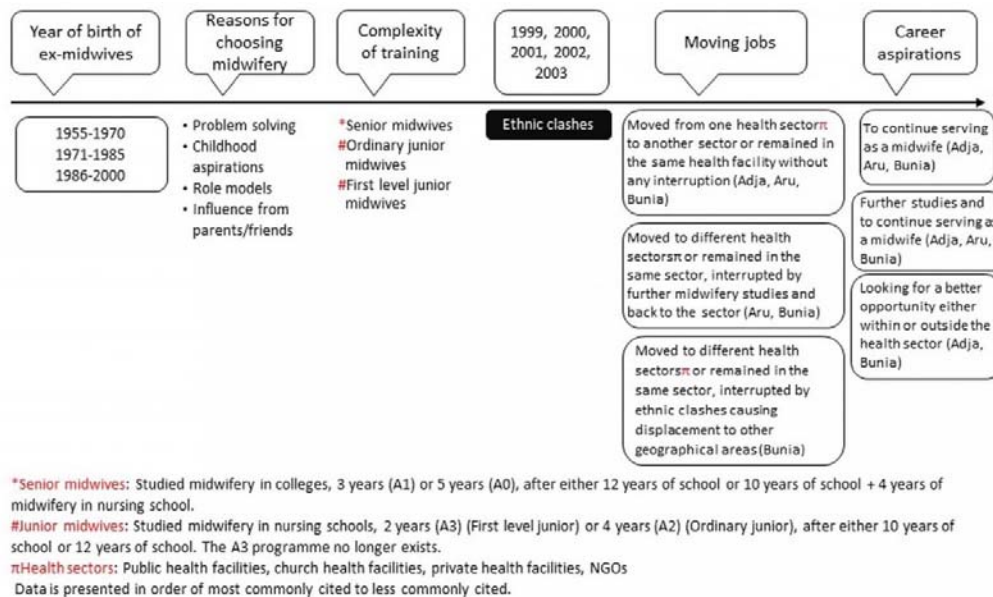 Year of birth of
ex-midwives
Reasons for
choosing
midwifery
Complexity
of training
1999, 2000,
2001, 2002,
2003
Moving jobs
Career
aspirations
1955-1970
1971-1985
1986-2000
• Problem solving
• Childhood
aspirations
• Role models
• Influence from
parents/friends
*Senior midwives
#Ordinary junior
midwives
#First level junior
midwives
Ethnic clashes
Moved from one health sectorπ
to another sector or remained in
the same health facility without
any interruption (Adja, Aru,
Bunia)
Moved to different health
sectorsπ or remained in the
same sector, interrupted by
further midwifery studies and
back to the sector (Aru, Bunia)
Moved to different health
sectorsπ or remained in the
same sector, interrupted by
ethnic clashes causing
displacement to other
geographical areas (Bunia)
To continue serving
as a midwife (Adja,
Aru, Bunia)
Further studies and
to continue serving as
a midwife (Adja, Aru,
Bunia)
Looking for a better
opportunity either
within or outside the
health sector (Adja,
Bunia)
*Senior midwives: Studied midwifery in colleges, 3 years (A1) or 5 years (A0), after either 12 years of school or 10 years of school + 4 years of
midwifery in nursing school.
#Junior midwives: Studied midwifery in nursing schools, 2 years (A3) (First level junior) or 4 years (A2) (Ordinary junior), after either 10 years of
school or 12 years of school. The A3 programme no longer exists.
πHealth sectors: Public health facilities, church health facilities, private health facilities, NGOs
Data is presented in order of most commonly cited to less commonly cited.